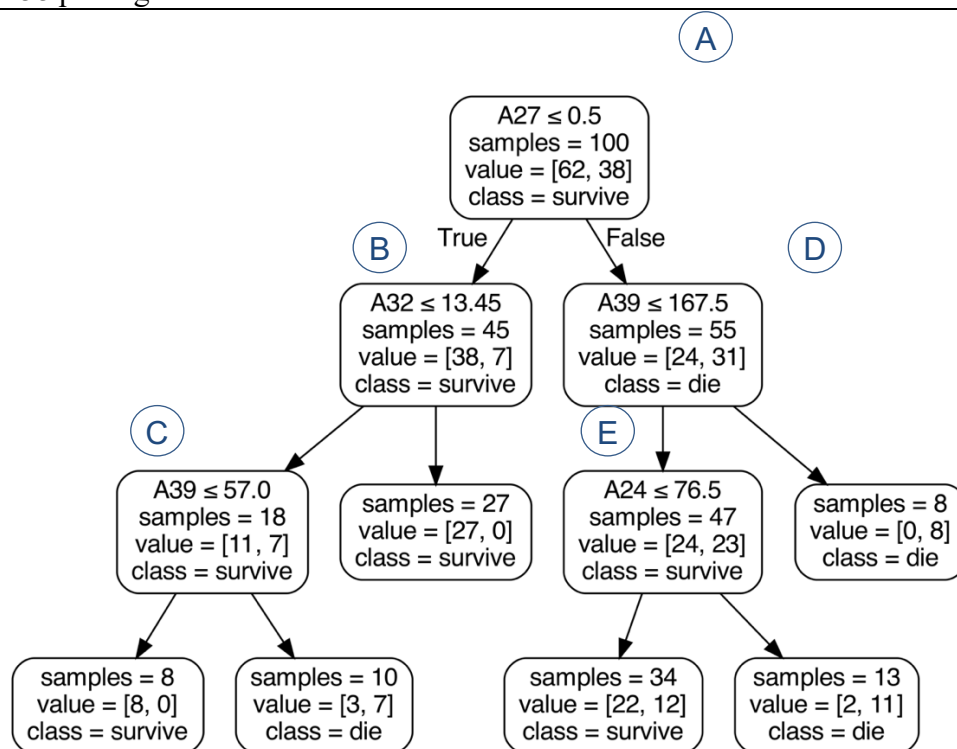 A
A27 ≤ 0.5
samples = 100
value = [62, 38]
class = survive
True
False
B
D
A32 ≤ 13.45
samples = 45
value = [38, 7]
class = survive
A39 ≤ 167.5
samples = 55
value = [24, 31]
class = die
C
E
A39 ≤ 57.0
samples = 18
value = [11, 7]
class = survive
samples = 27
value = [27, 0]
class = survive
A24 ≤ 76.5
samples = 47
value = [24, 23]
class = survive
samples = 8
value = [0, 8]
class = die
samples = 8
value = [8, 0]
class = survive
samples = 10
value = [3, 7]
class = die
samples = 34
value = [22, 12]
class = survive
samples = 13
value = [2, 11]
class = die